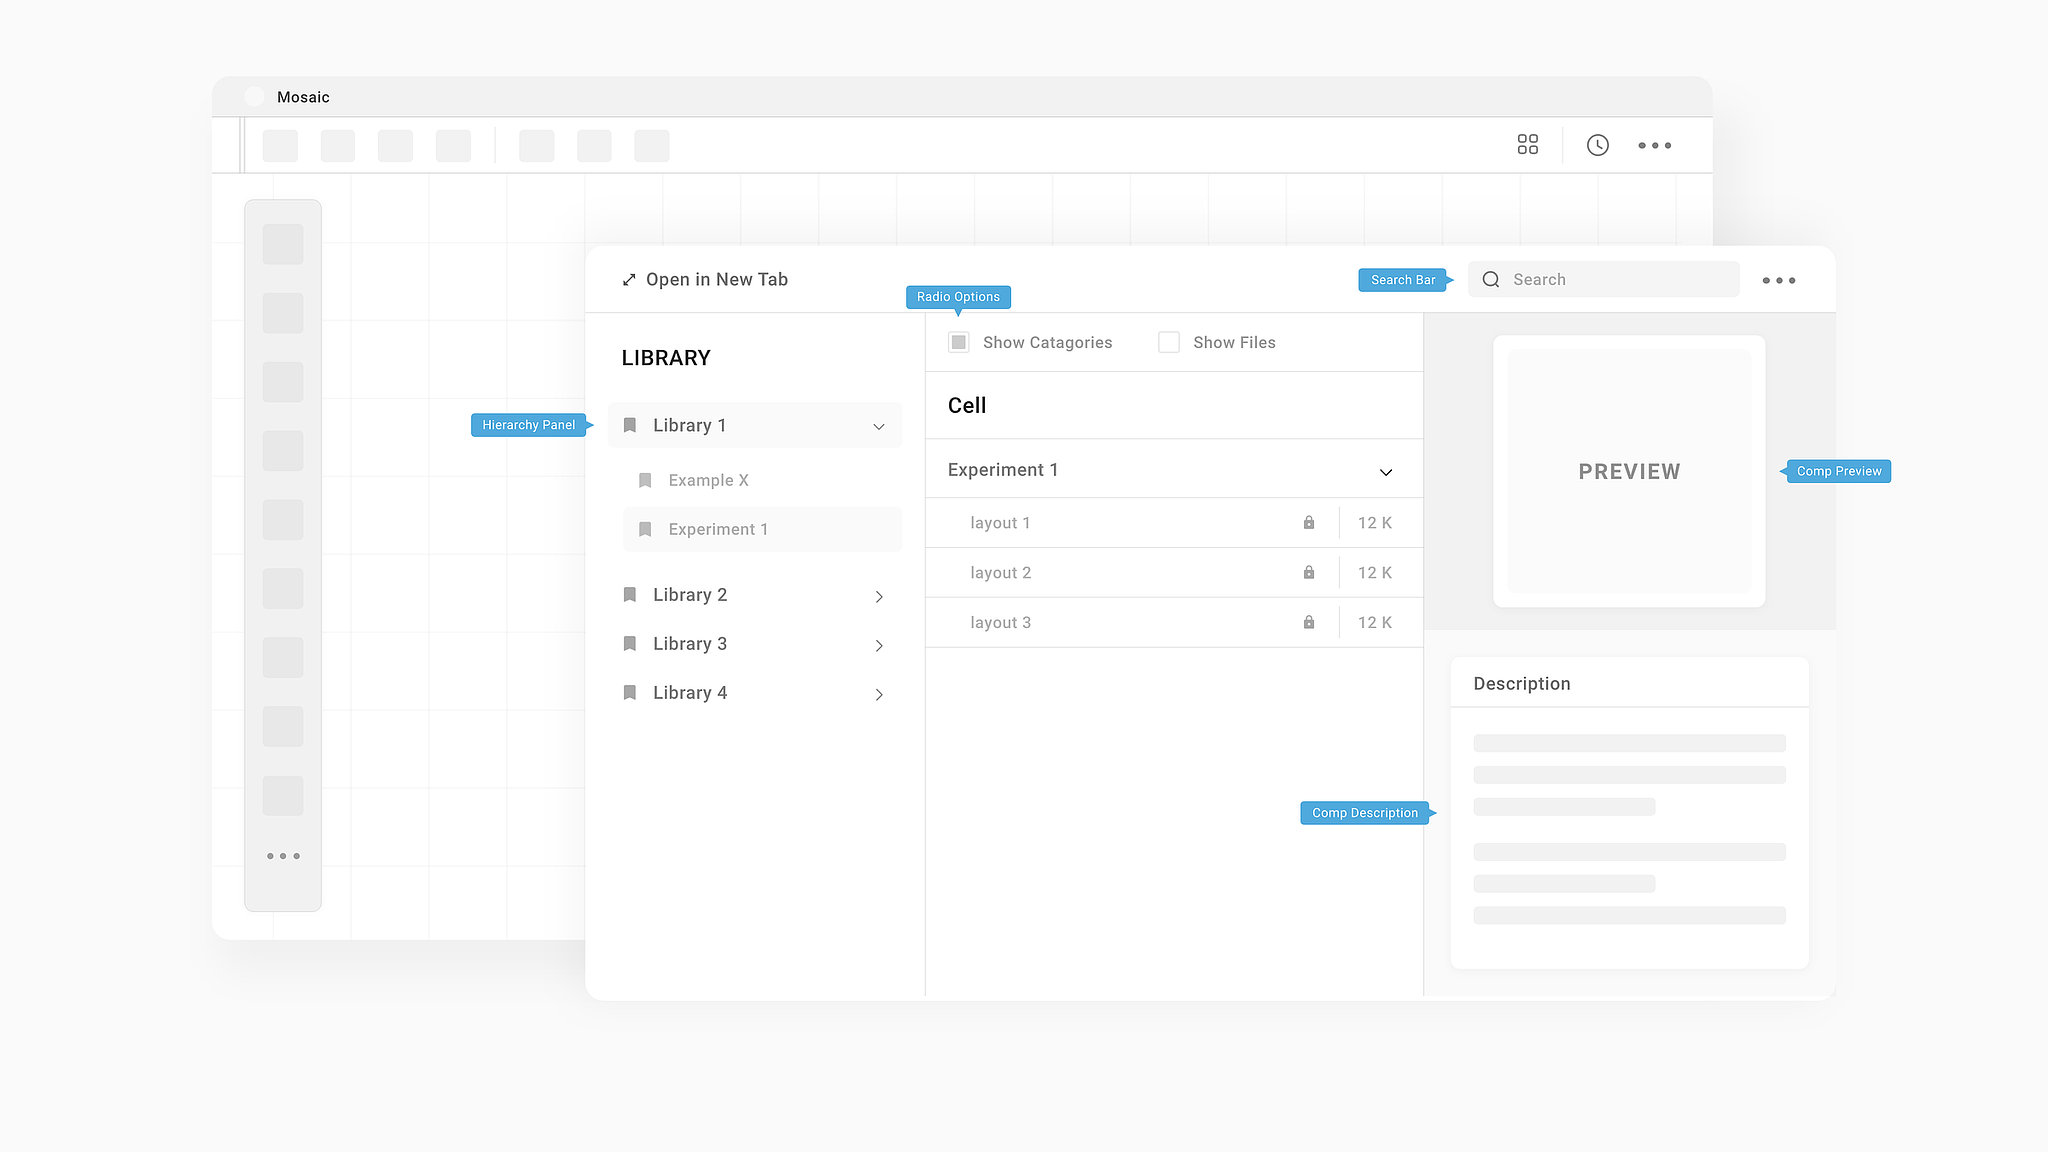 Mosaic
Open in New Tab
Radio Options
Search Bar
Search
LIBRARY
Hierarchy Panel
Library 1
Example X
Experiment 1
Library 2
Library 3
Library 4
Show Catagories
Show Files
Cell
Experiment 1
layout 1 12 K
layout 2 12 K
layout 3 12 K
PREVIEW
Comp Preview
Description
Comp Description